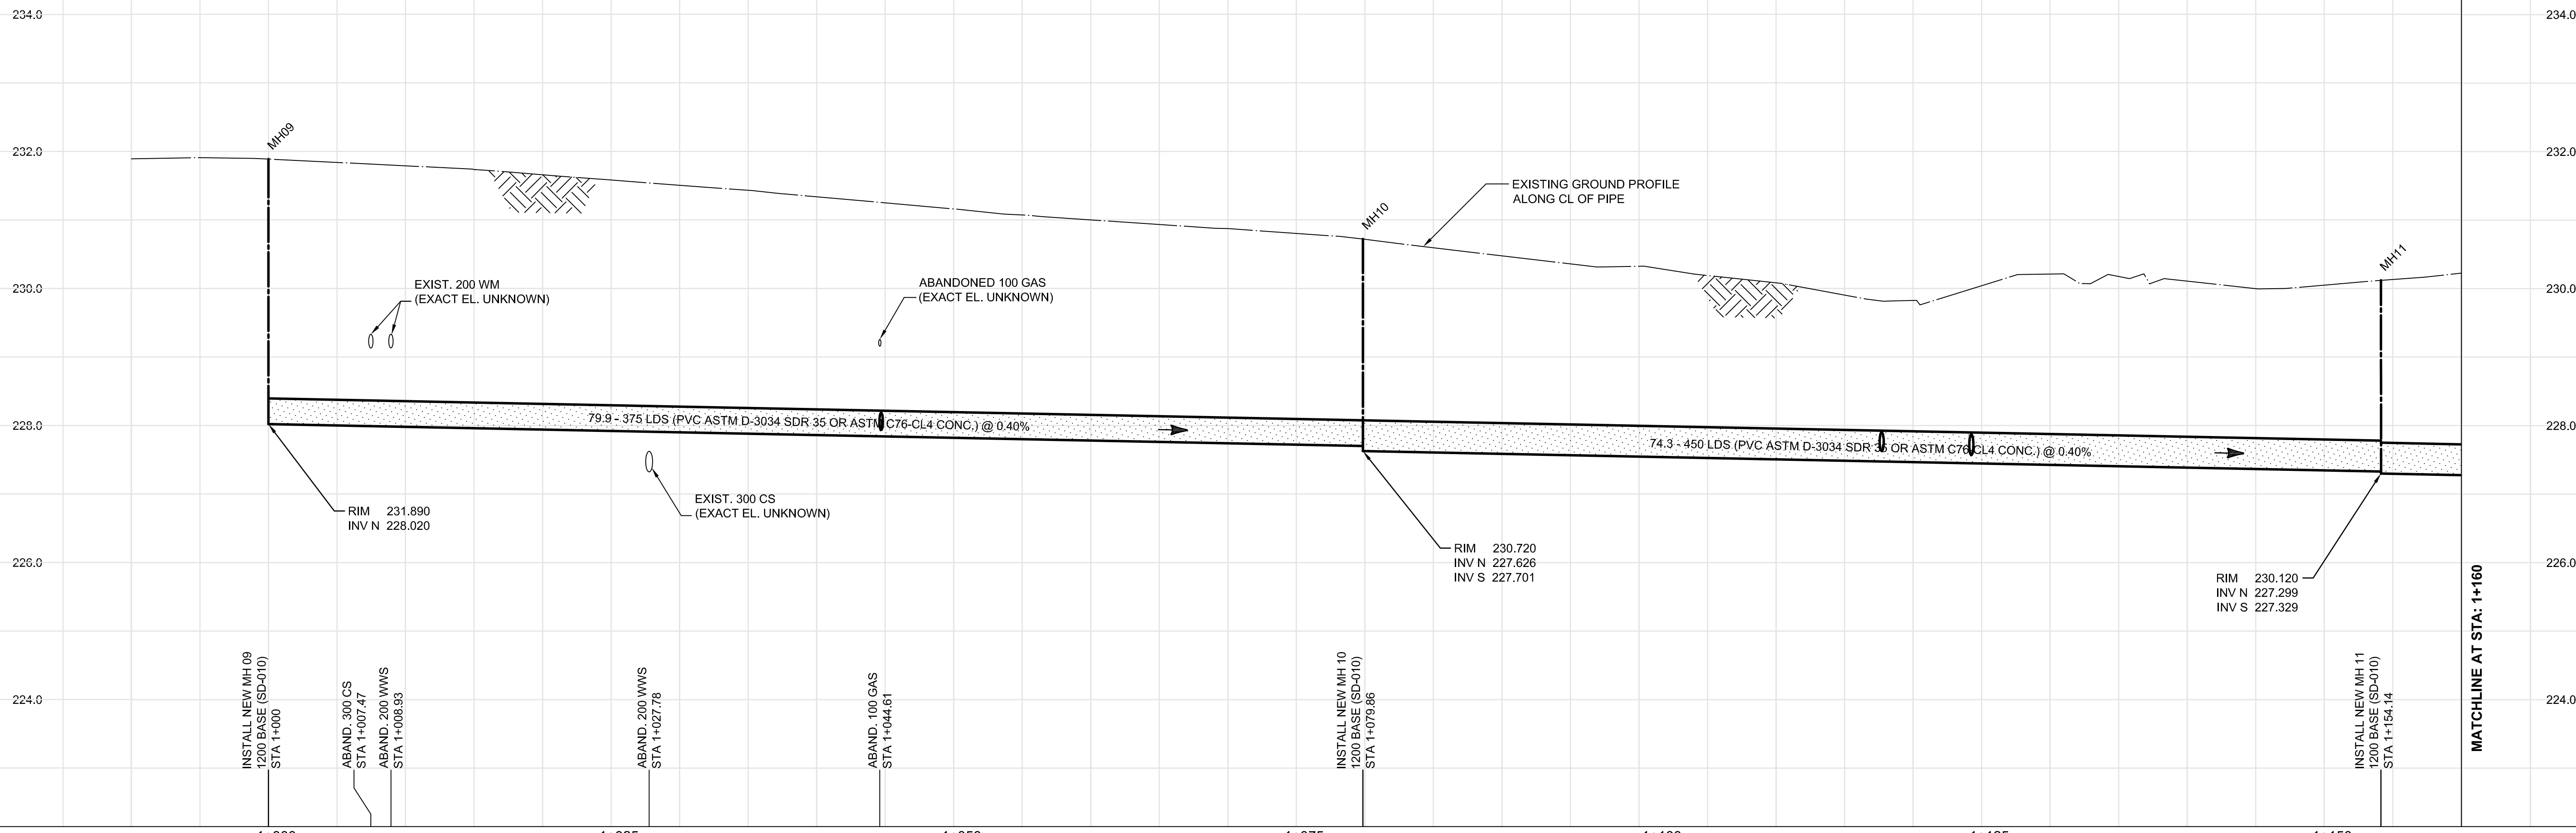 234.0
234.0
MH09
232.0
232.0
EXISTING GROUND PROFILE
ALONG CL OF PIPE
MH10
MH11
EXIST. 200 WM
(EXACT EL. UNKNOWN)
ABANDONED 100 GAS
(EXACT EL. UNKNOWN)
230.0
230.0
79.9 - 375 LDS (PVC ASTM D-3034 SDR 35 OR ASTM C76-CL4 CONC.) @ 0.40%
228.0
228.0
74.3 - 450 LDS (PVC ASTM D-3034 SDR 35 OR ASTM C76-CL4 CONC.) @ 0.40%
EXIST. 300 CS
(EXACT EL. UNKNOWN)
RIM 231.890
INV N 228.020
RIM 230.720
INV N 227.626
INV S 227.701
226.0
226.0
RIM 230.120
INV N 227.299
INV S 227.329
MATCHLINE AT STA: 1+160
224.0
224.0
INSTALL NEW MH 09
1200 BASE (SD-010)
STA 1+000
ABAND. 300 CS
STA 1+007.47
ABAND. 200 WWS
STA 1+008.93
ABAND. 200 WWS
STA 1+027.78
ABAND. 100 GAS
STA 1+044.61
INSTALL NEW MH 10
1200 BASE (SD-010)
STA 1+079.86
INSTALL NEW MH 11
1200 BASE (SD-010)
STA 1+154.14